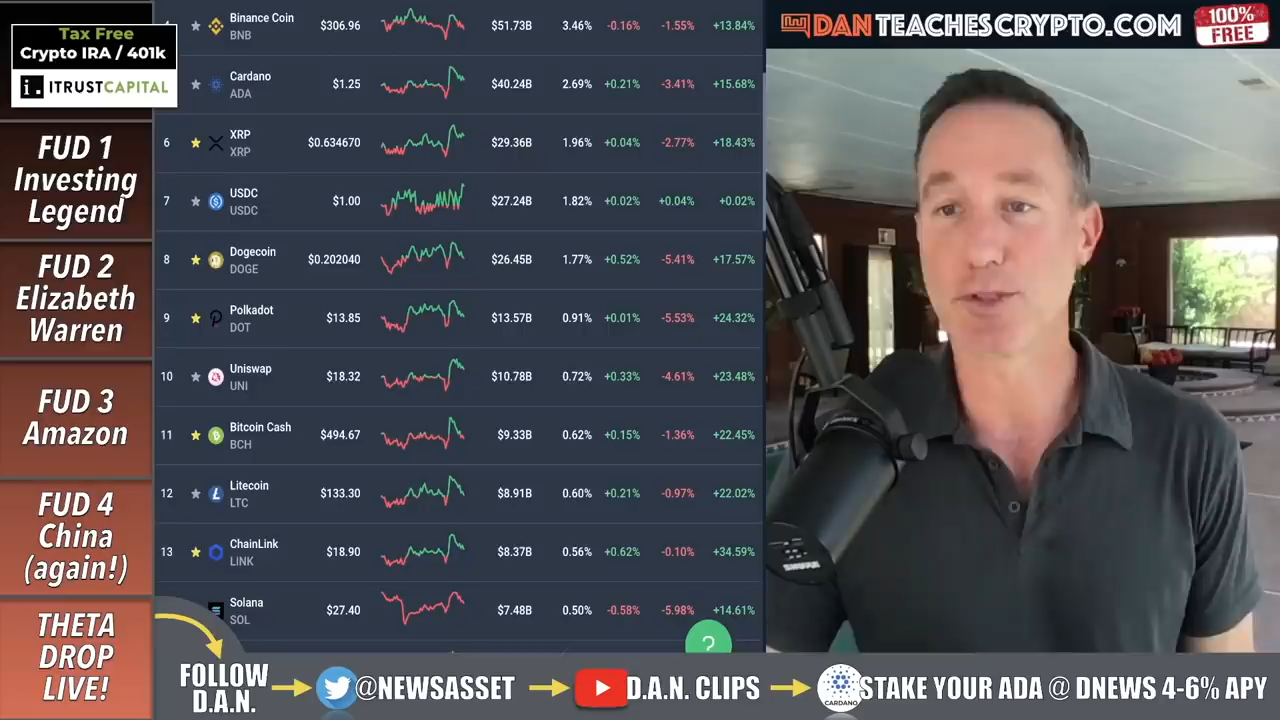 Tax Free
Crypto IRA / 401k
i. ITRUSTCAPITAL
FUD 1
Investing
Legend
FUD 2
Elizabeth
Warren
FUD 3
Amazon
FUD 4
China
(again!)
THETA
DROP
LIVE!
Binance Coin
BNB
$306.96 $51.73B 3.46% -0.16% -1.55% +13.84%
Cardano
ADA
$1.25 $40.24B 2.69% +0.21% -3.41% +15.68%
6 XRP
XRP
$0.634670 $29.36B 1.96% +0.04% -2.77% +18.43%
7 USDC
USDC
$1.00 $27.24B 1.82% +0.02% +0.04% +0.02%
8 Dogecoin
DOGE
$0.202040 $26.45B 1.77% +0.52% -5.41% +17.57%
9 Polkadot
DOT
$13.85 $13.57B 0.91% +0.01% -5.53% +24.32%
10 Uniswap
UNI
$18.32 $10.78B 0.72% +0.33% -4.61% +23.48%
11 Bitcoin Cash
BCH
$494.67 $9.33B 0.62% +0.15% -1.36% +22.45%
12 Litecoin
LTC
$133.30 $8.91B 0.60% +0.21% -0.97% +22.02%
13 ChainLink
LINK
$18.90 $8.37B 0.56% +0.62% -0.10% +34.59%
Solana
SOL
$27.40 $7.48B 0.50% -0.58% -5.98% +14.61%
?
DANTEACHESCRYPTO.COM
100%
FREE
SHURE
FOLLOW
D.A.N.
@NEWSASSET
D.A.N. CLIPS
CARDANO
STAKE YOUR ADA @ DNEWS 4-6% APY